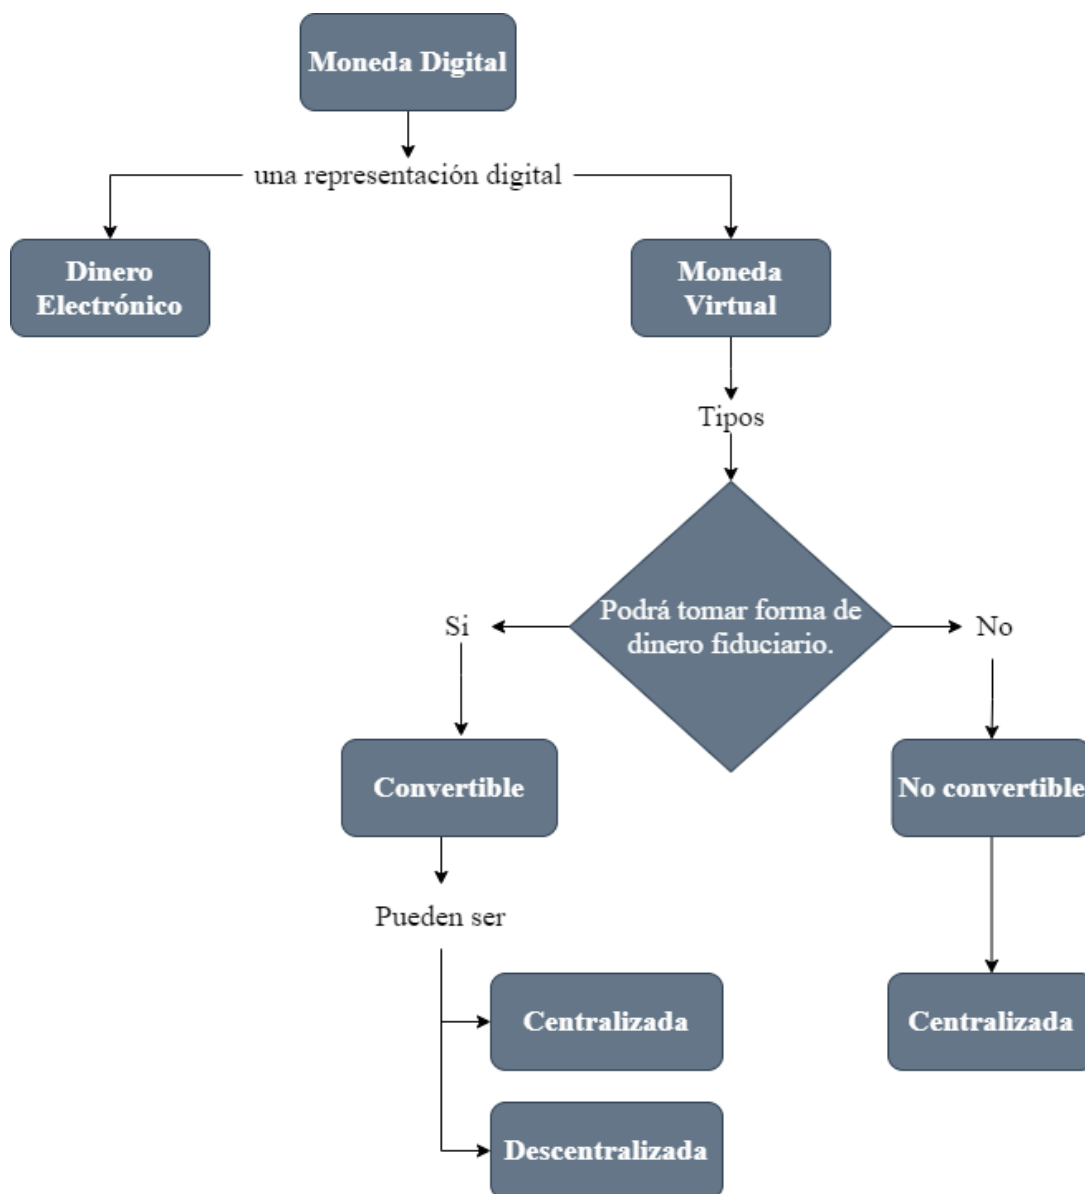 Moneda Digital
una representación digital
Dinero
Electrónico
Moneda
Virtual
Tipos
Podrá tomar forma de
dinero fiduciario.
Si
No
Convertible
No convertible
Pueden ser
Centralizada
Centralizada
Descentralizada